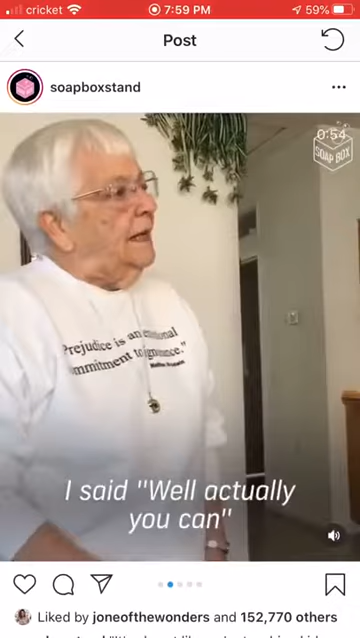 cricket 7:59 PM 59%
Post
soapboxstand
0:54
SOAP BOX
"Prejudice is an emotional
commitment to ignorance."
I said "Well actually
you can"
Liked by joneofthewonders and 152,770 others